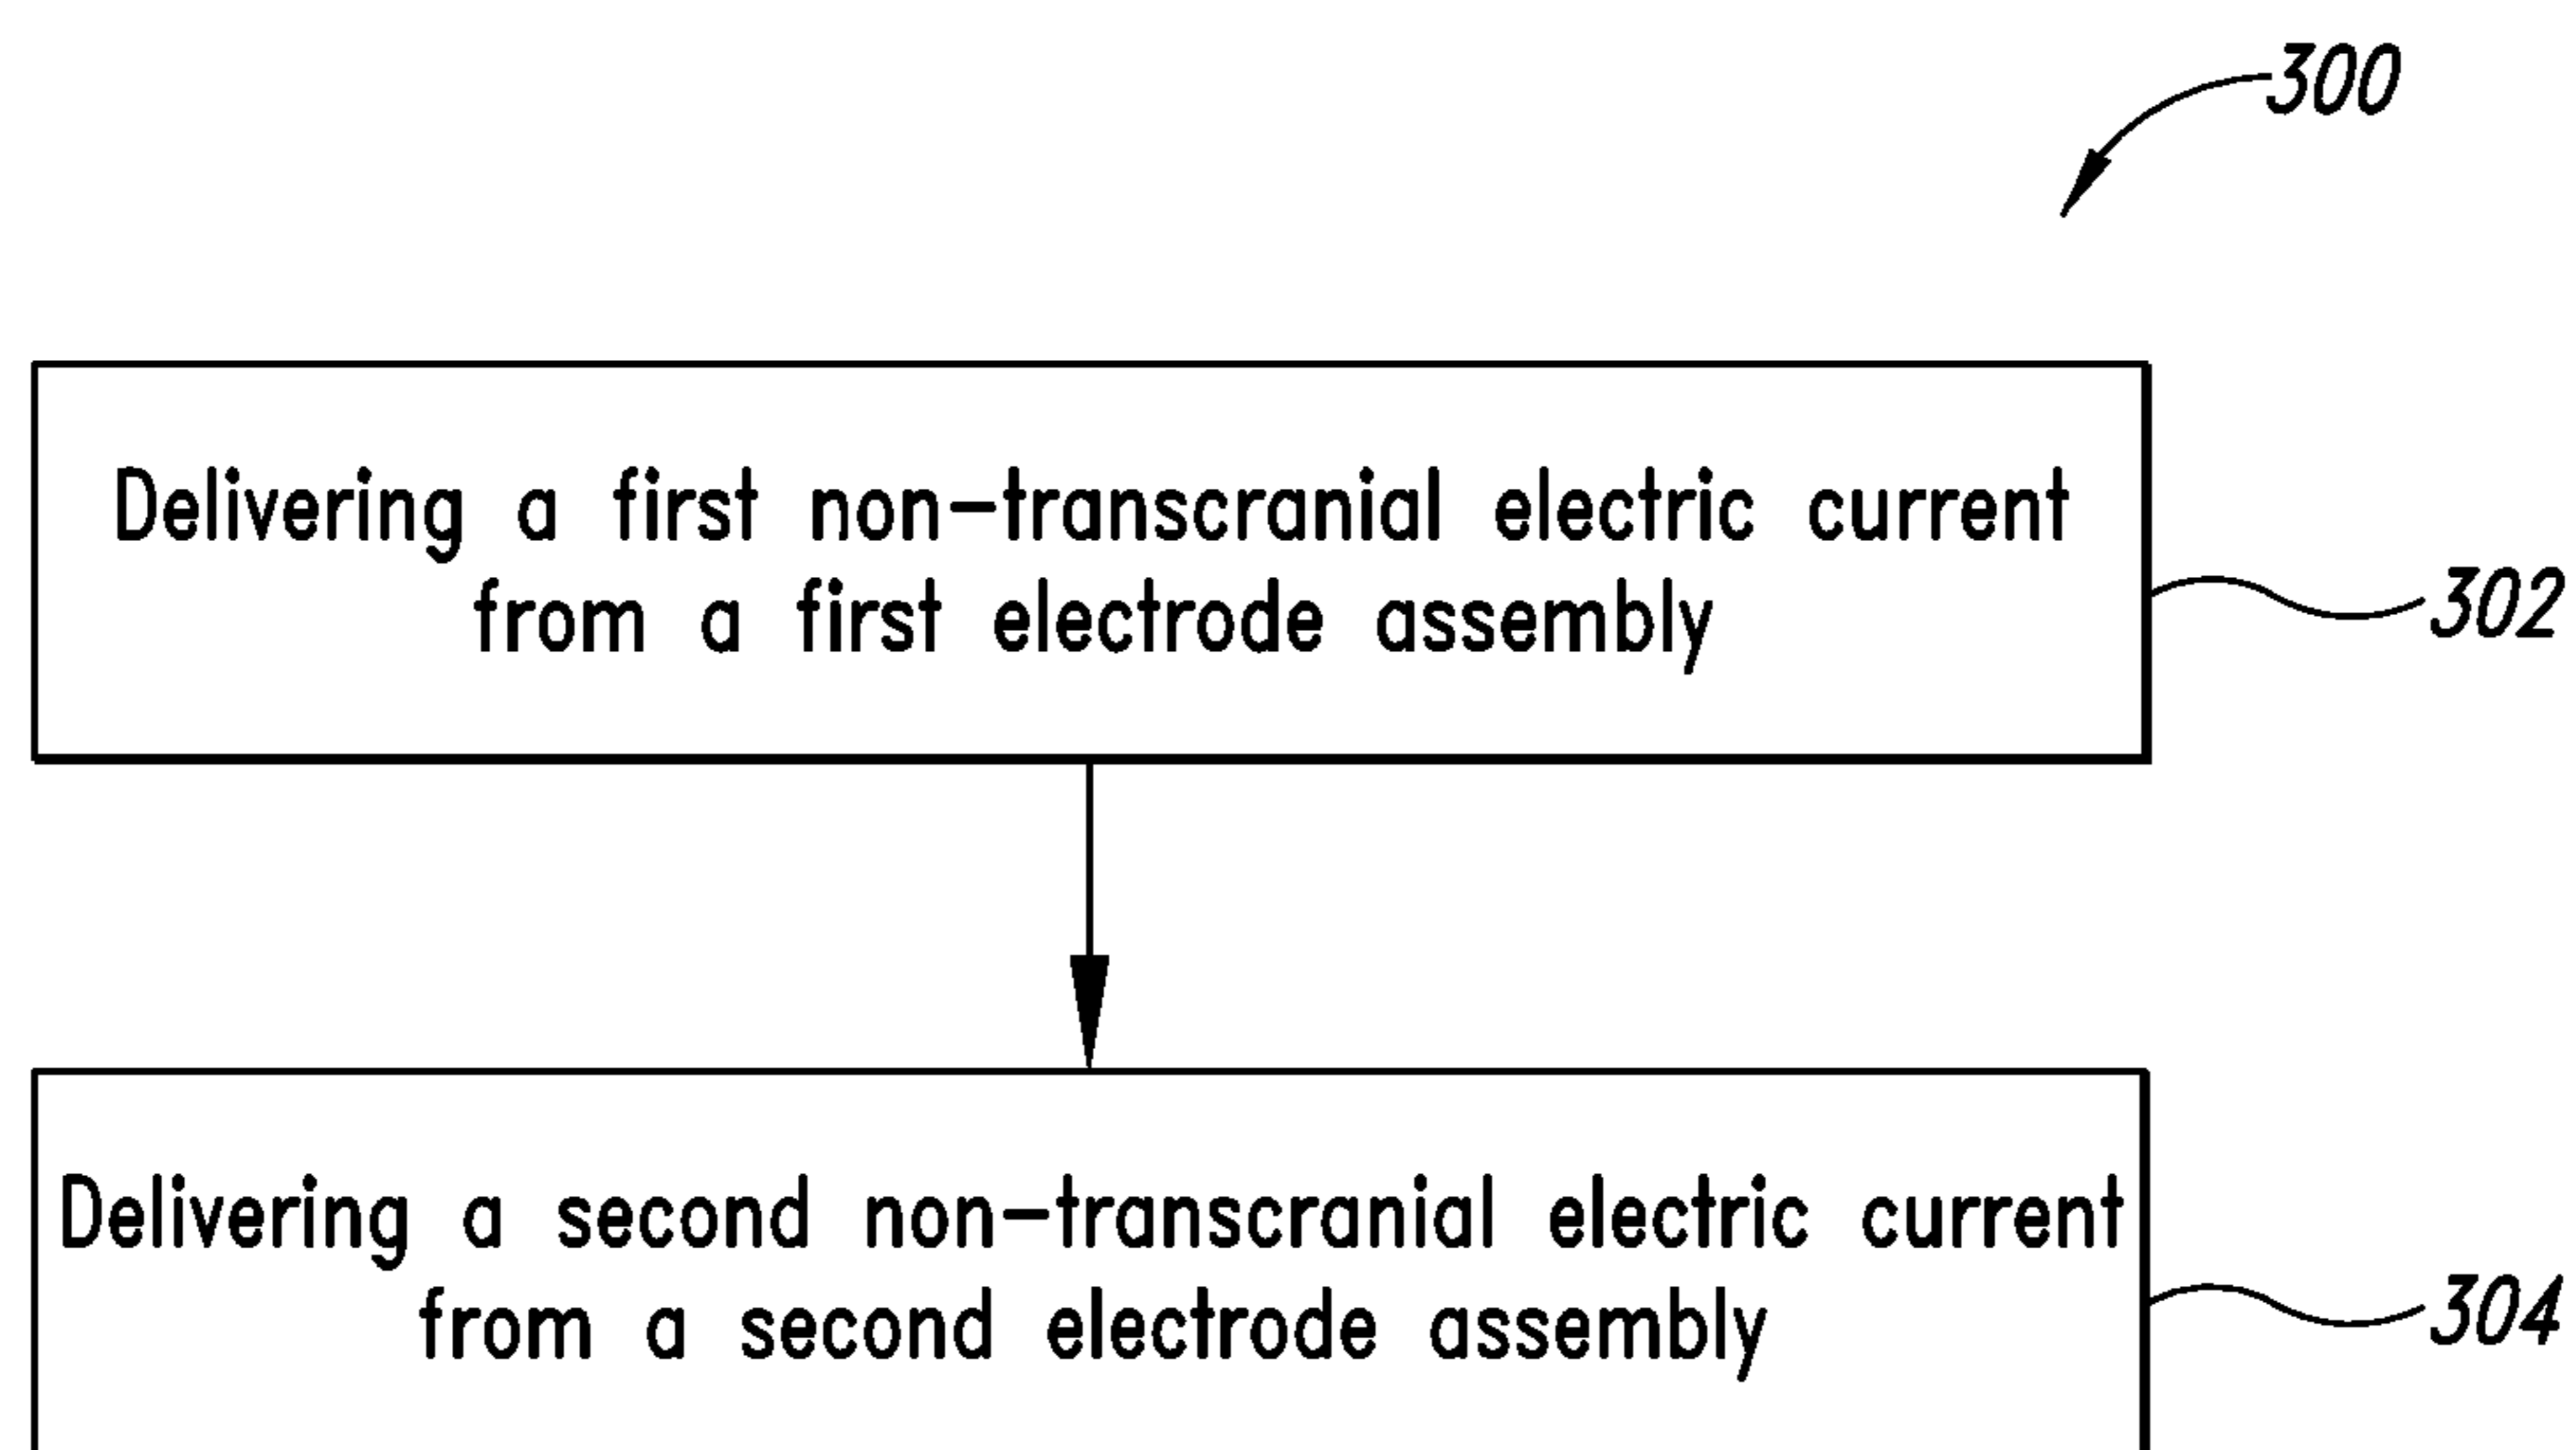 300
Delivering a first non-transcranial electric current
from a first electrode assembly
302
Delivering a second non-transcranial electric current
from a second electrode assembly
304